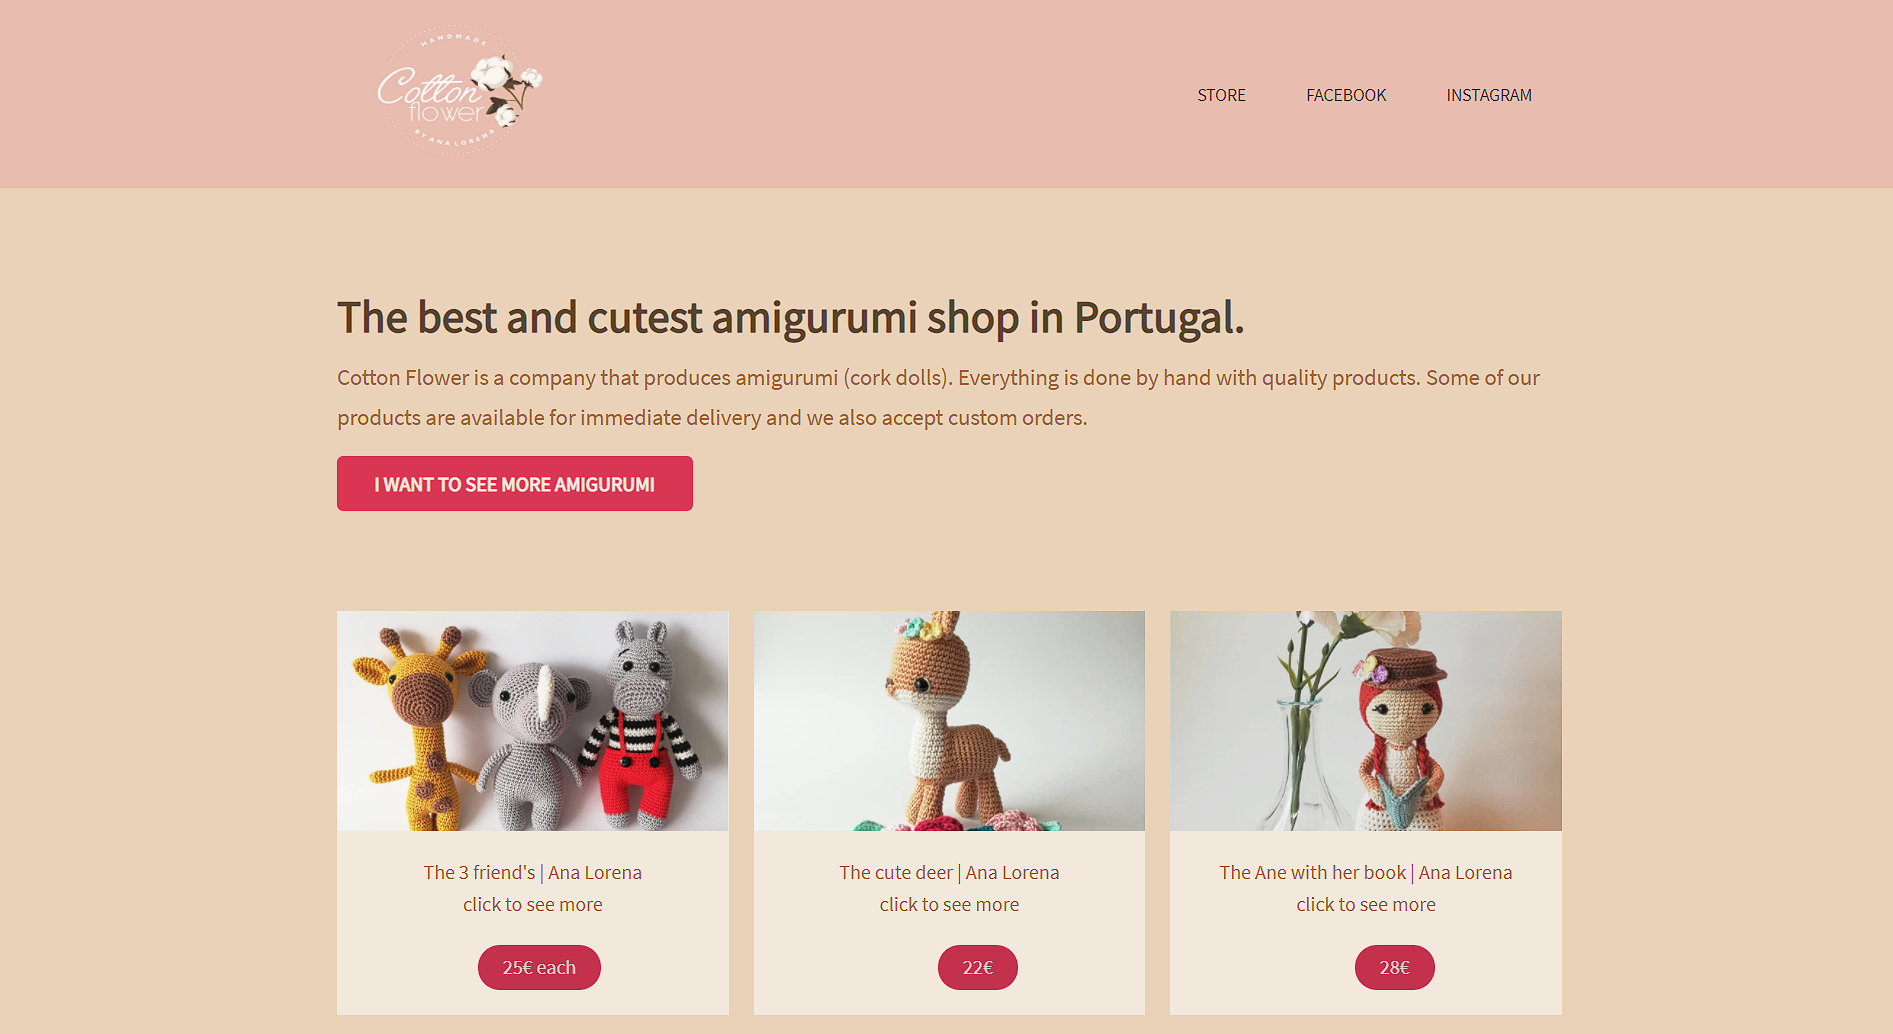 HANDMADE
Cotton
flower
BY ANA LORENA
STORE
FACEBOOK
INSTAGRAM
The best and cutest amigurumi shop in Portugal.
Cotton Flower is a company that produces amigurumi (cork dolls). Everything is done by hand with quality products. Some of our
products are available for immediate delivery and we also accept custom orders.
I WANT TO SEE MORE AMIGURUMI
The 3 friend's | Ana Lorena
click to see more
25€ each
The cute deer | Ana Lorena
click to see more
22€
The Ane with her book | Ana Lorena
click to see more
28€